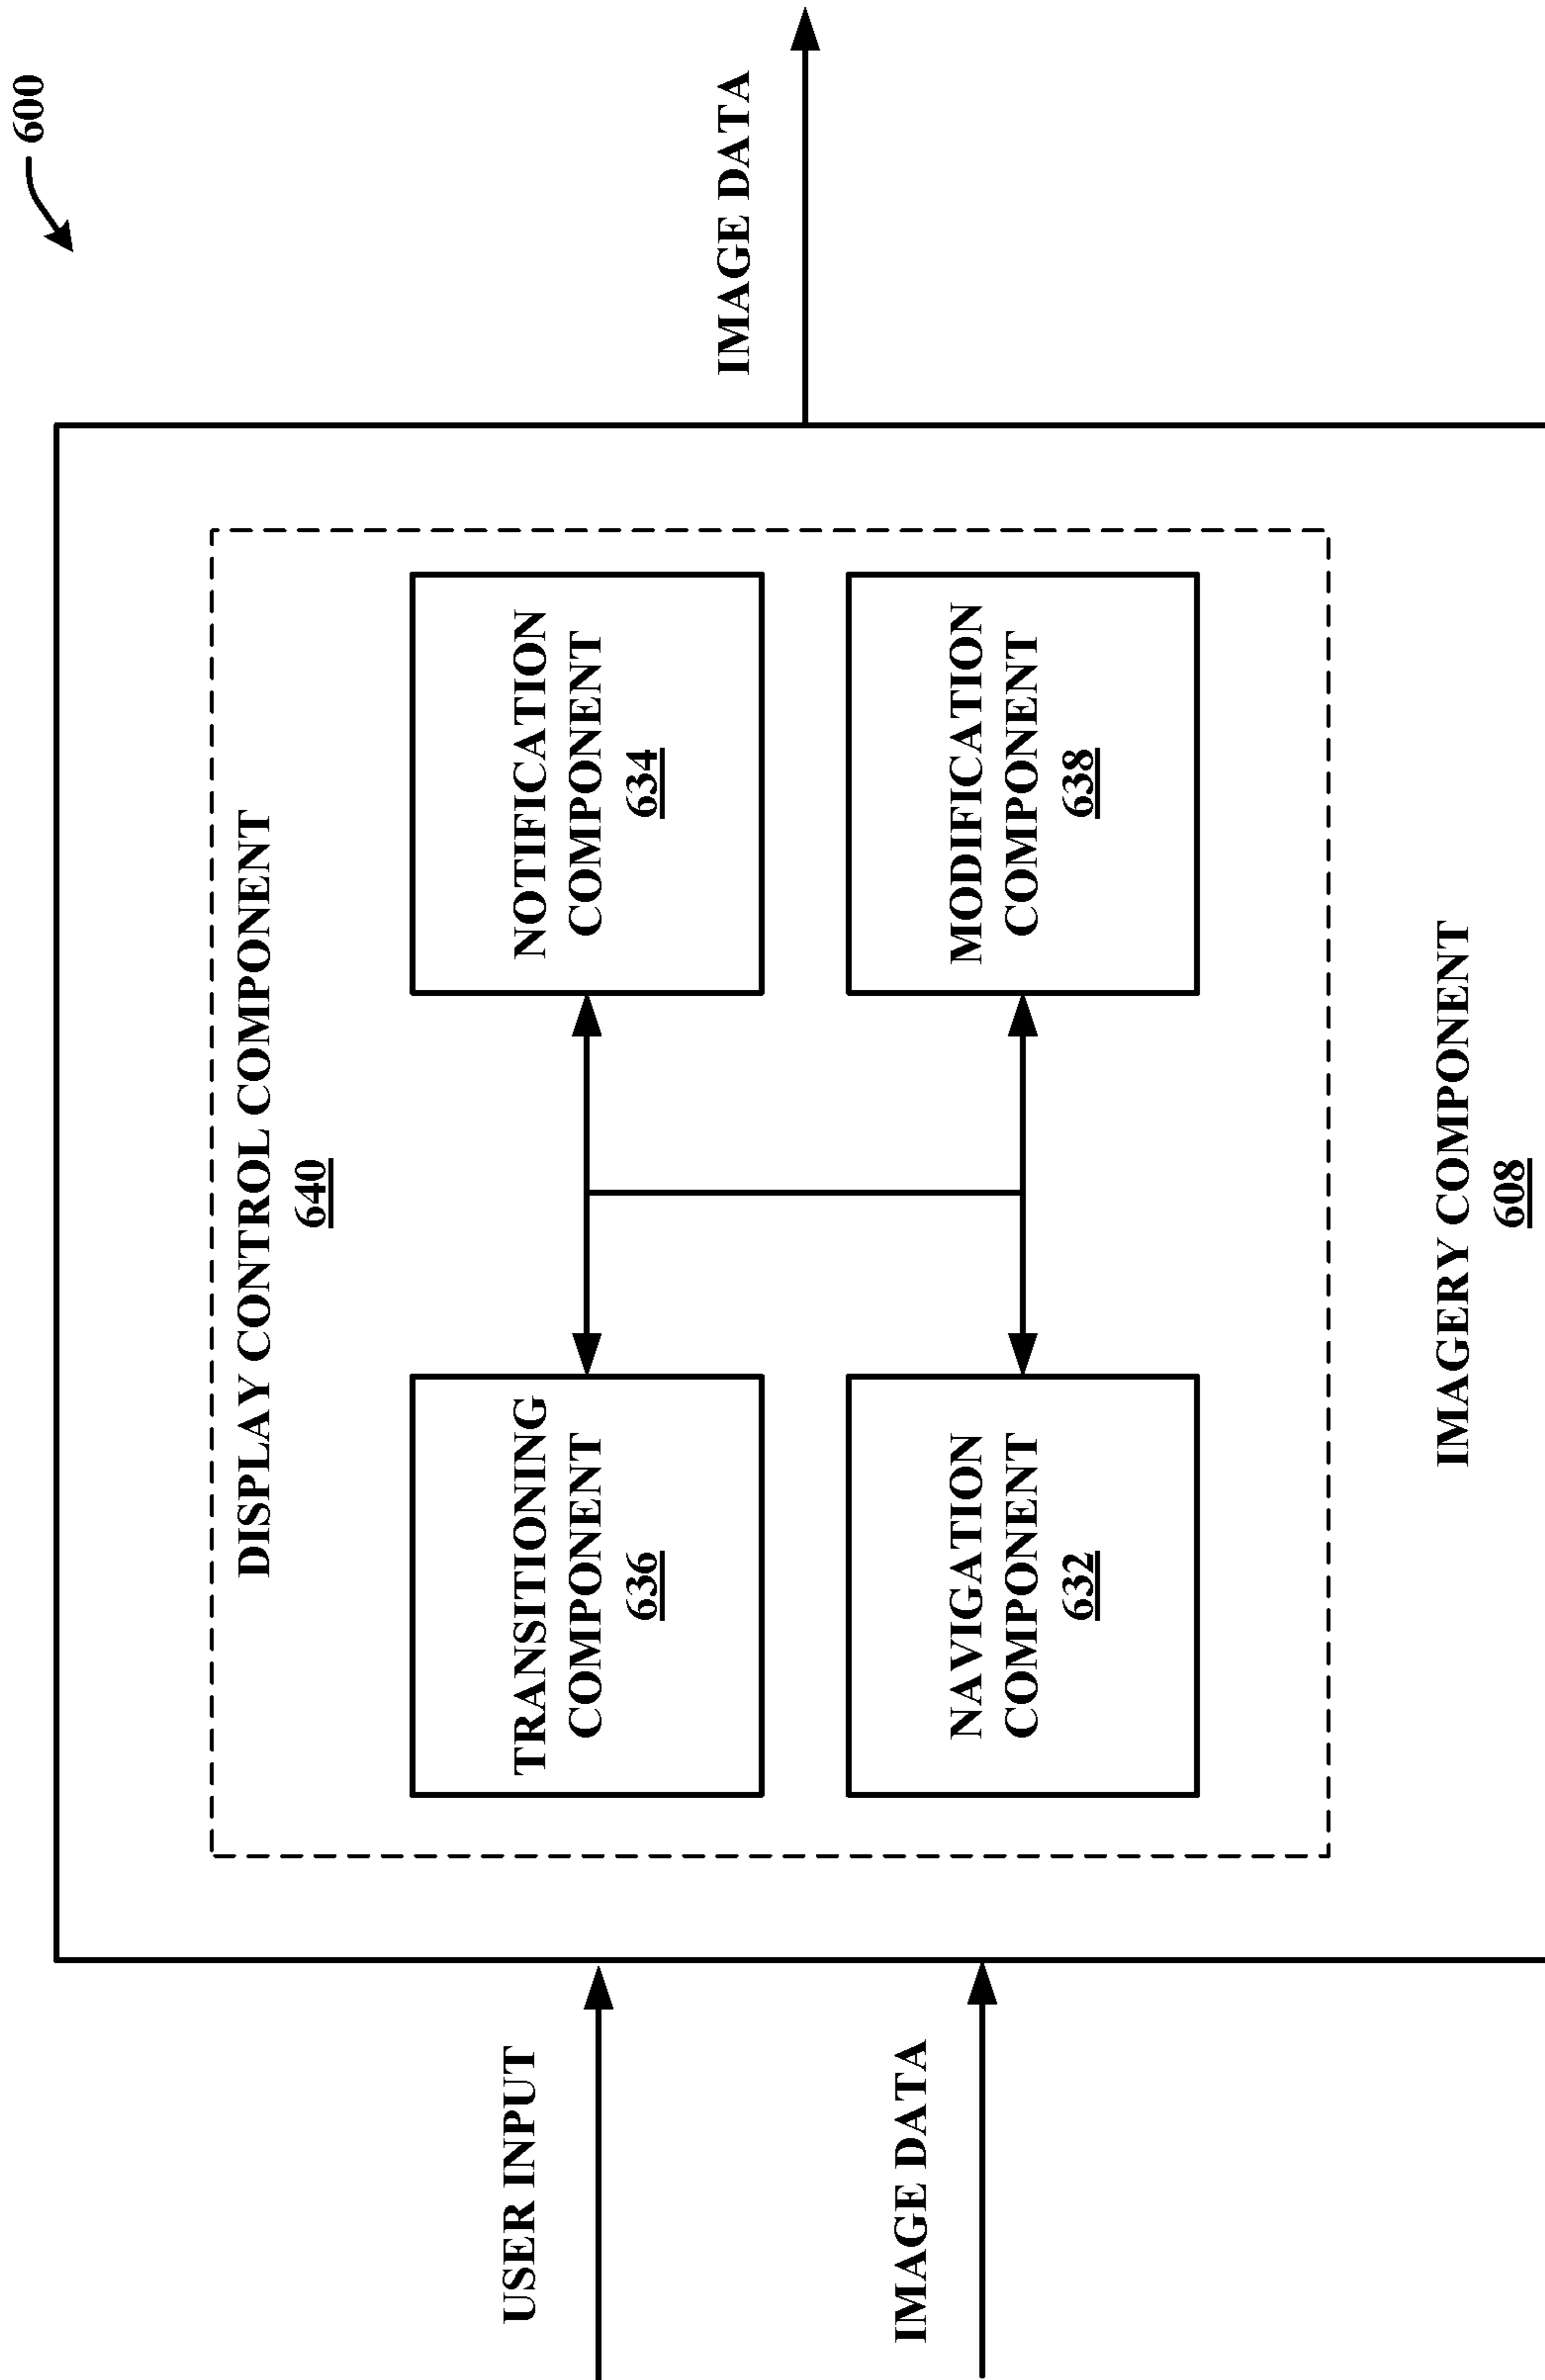 600
USER INPUT
IMAGE DATA
DISPLAY CONTROL COMPONENT
640
TRANSITIONING
COMPONENT
636
NOTIFICATION
COMPONENT
634
NAVIGATION
COMPONENT
632
MODIFICATION
COMPONENT
638
IMAGERY COMPONENT
608
IMAGE DATA